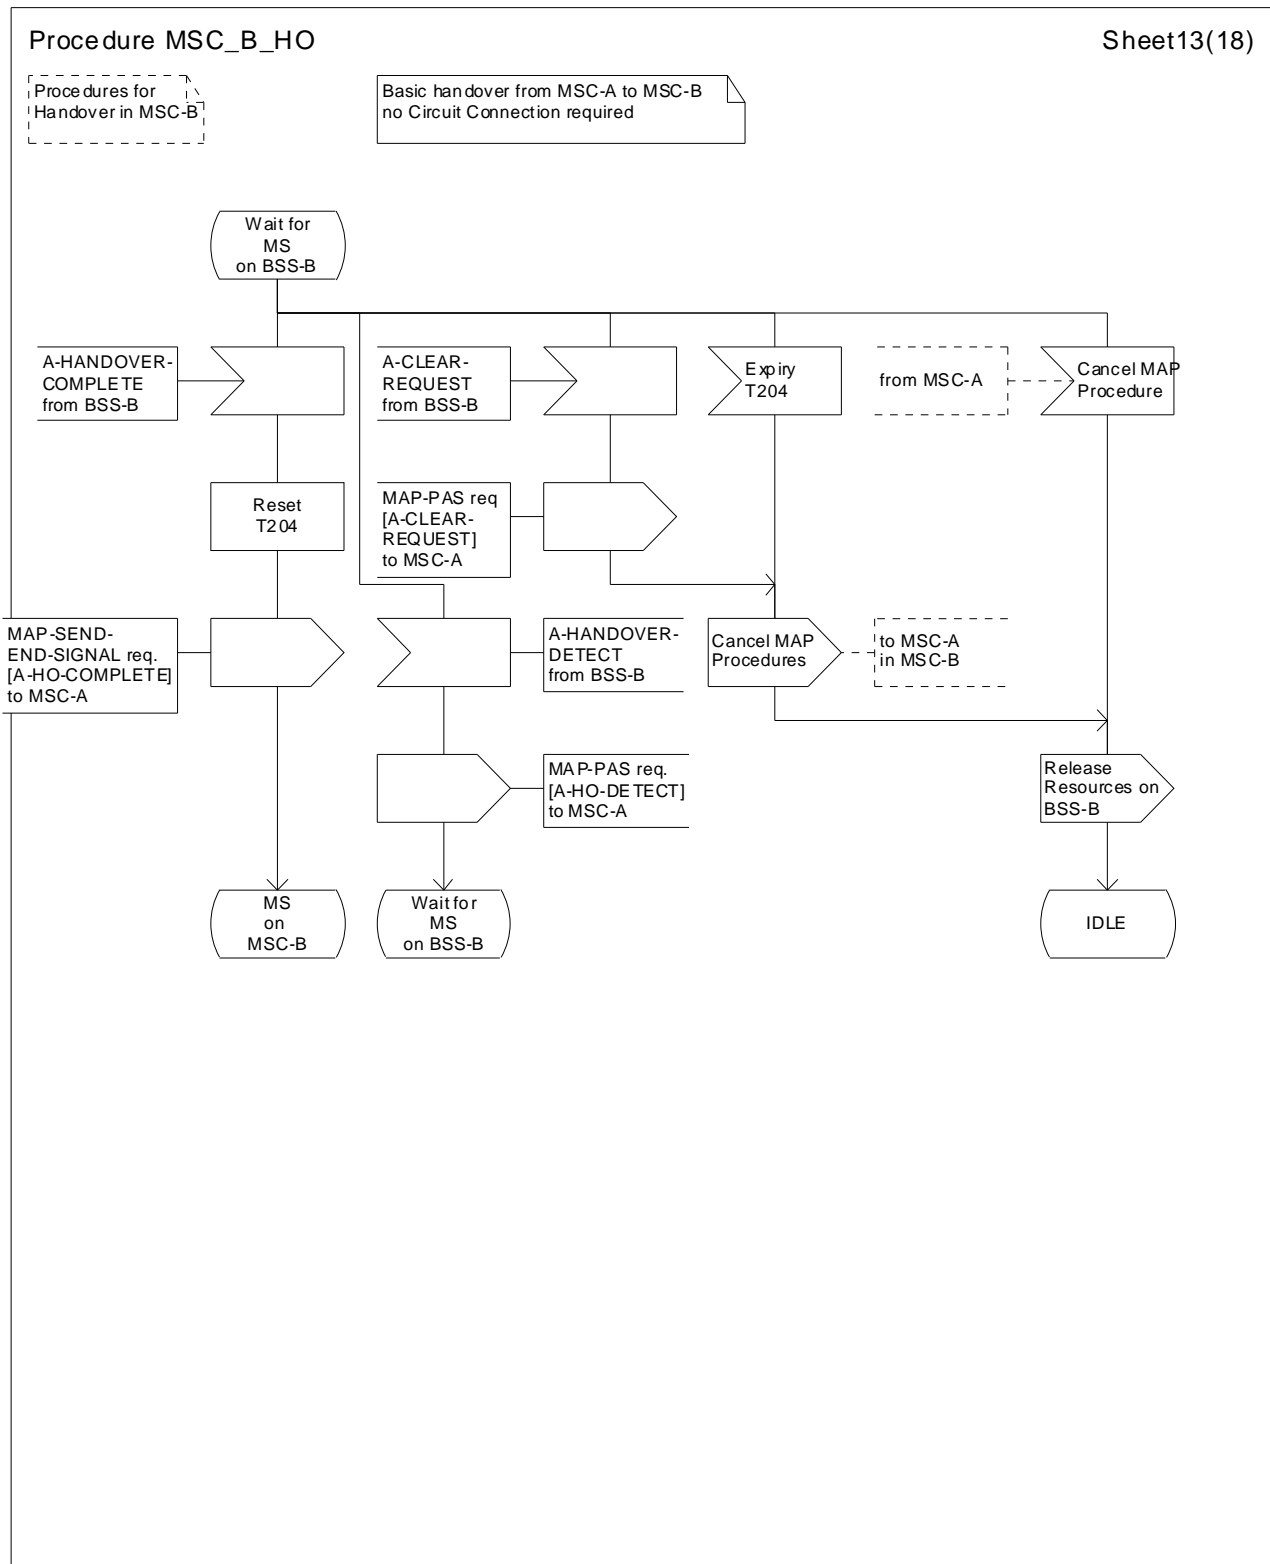 Procedure MSC_B_HO
Sheet13(18)
Procedures for
Handover in MSC-B
Basic handover from MSC-A to MSC-B
no Circuit Connection required
Wait for
MS
on BSS-B
A-HANDOVER-
COMPLETE
from BSS-B
A-CLEAR-
REQUEST
from BSS-B
Expiry
T204
from MSC-A
Cancel MAP
Procedure
Reset
T204
MAP-PAS req
[A-CLEAR-
REQUEST]
to MSC-A
MAP-SEND-
END-SIGNAL req.
[A-HO-COMPLETE]
to MSC-A
A-HANDOVER-
DETECT
from BSS-B
Cancel MAP
Procedures
to MSC-A
in MSC-B
MAP-PAS req.
[A-HO-DETECT]
to MSC-A
Release
Resources on
BSS-B
MS
on
MSC-B
Wait for
MS
on BSS-B
IDLE